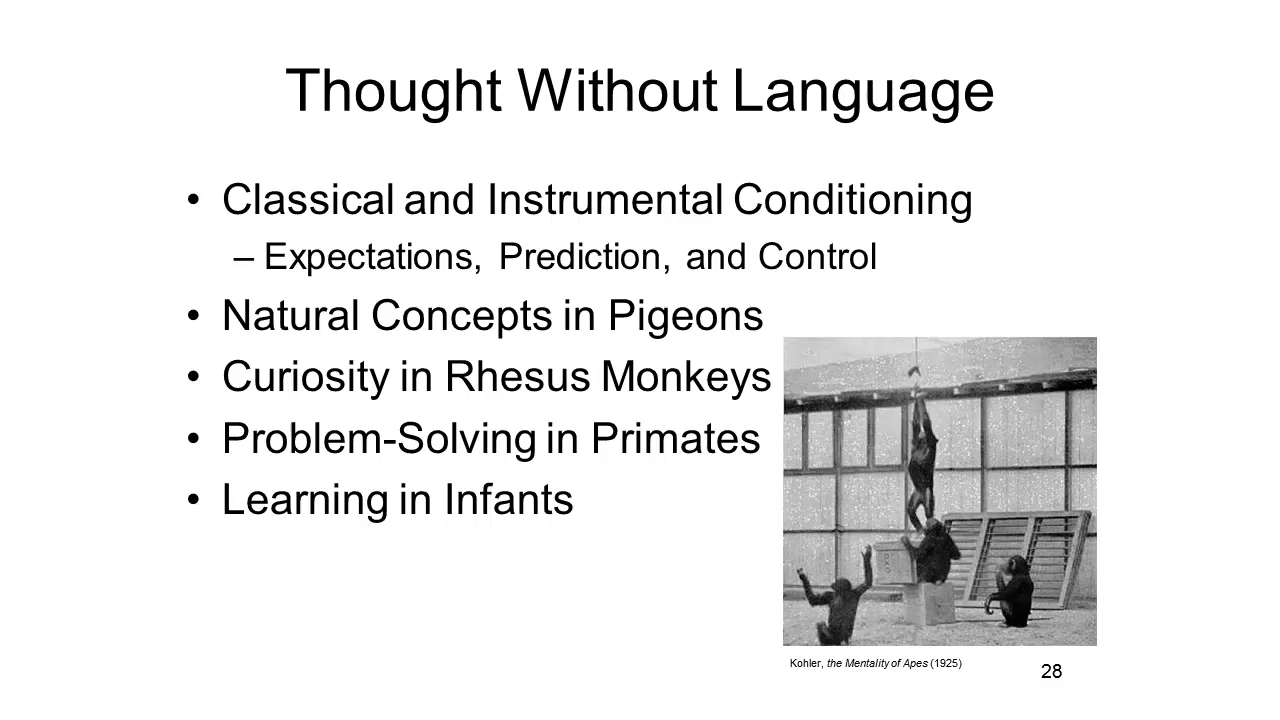 Thought Without Language
• Classical and Instrumental Conditioning
– Expectations, Prediction, and Control
• Natural Concepts in Pigeons
• Curiosity in Rhesus Monkeys
• Problem-Solving in Primates
• Learning in Infants
Kohler, the Mentality of Apes (1925)
28